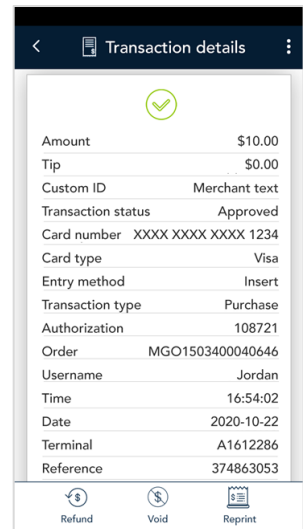 Transaction details
Amount $10.00
Tip $0.00
Custom ID Merchant text
Transaction status Approved
Card number XXXX XXXX XXXX 1234
Card type Visa
Entry method Insert
Transaction type Purchase
Authorization 108721
Order MGO1503400040646
Username Jordan
Time 16:54:02
Date 2020-10-22
Terminal A1612286
Reference 374863053
Refund Void Reprint